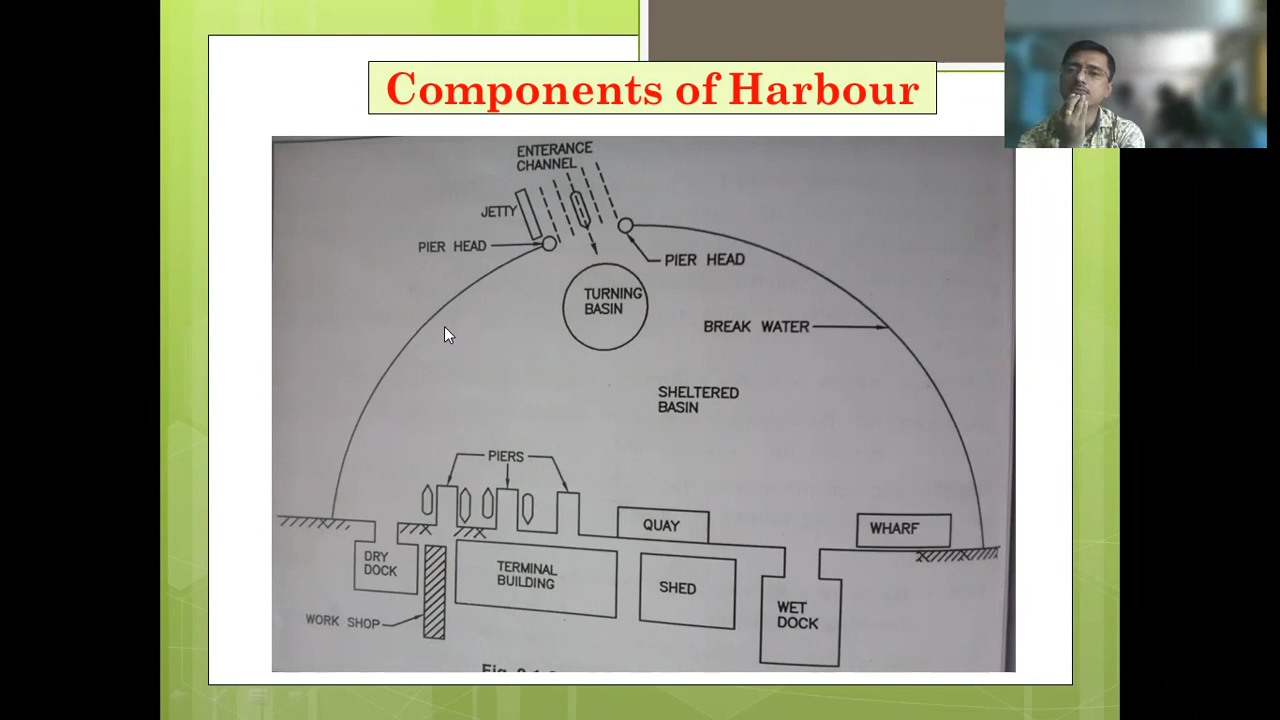 Components of Harbour
ENTERANCE
CHANNEL
JETTY
PIER HEAD
PIER HEAD
TURNING
BASIN
BREAK WATER
SHELTERED
BASIN
PIERS
QUAY
WHARF
DRY
DOCK
TERMINAL
BUILDING
SHED
WET
DOCK
WORK SHOP